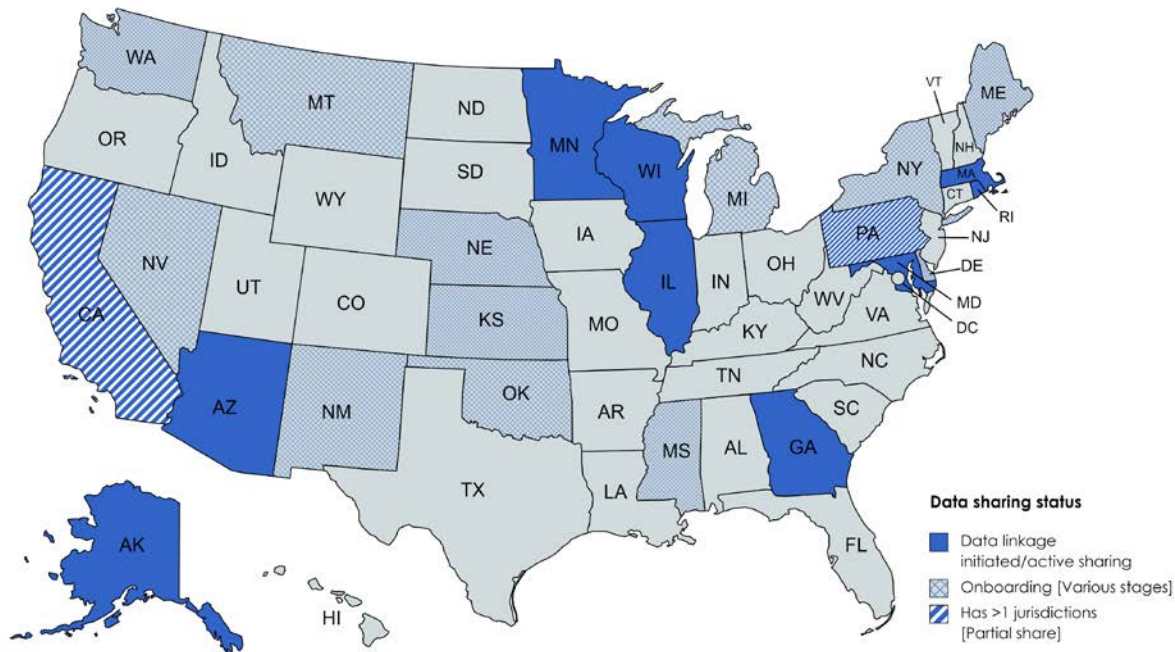 WA
MT
ND
MN
VT
ME
OR
ID
SD
WI
NY
NH
MA
WY
MI
CT
RI
NV
NE
IA
PA
NJ
CA
UT
CO
KS
MO
IL
IN
OH
WV
DE
MD
VA
DC
KY
AZ
NM
OK
AR
TN
NC
SC
TX
LA
MS
AL
GA
FL
AK
HI
Data sharing status
Data linkage
initiated/active sharing
Onboarding [Various stages]
Has >1 jurisdictions
[Partial share]